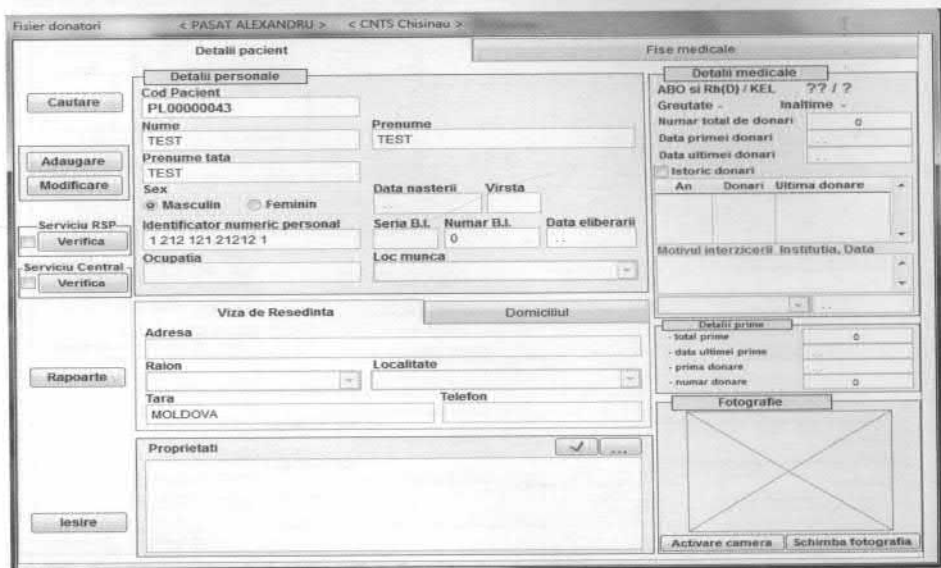 Fisier donatori < PASAT ALEXANDRU > < CNTS Chisinau >
Detalii pacient Fise medicale
Cautare
Adaugare
Modificare
Serviciu RSP
Verifica
Serviciu Central
Verifica
Rapoarte
Iesire
Detalii personale
Cod Pacient
PL00000043
Nume Prenume
TEST TEST
Prenume tata
TEST
Sex Data nasterii Virsta
Masculin Feminin
Identificator numeric personal Seria B.I. Numar B.I. Data eliberarii
1 212 121 21212 1 0
Ocupatia Loc munca
Viza de Resedinta Domiciliul
Adresa
Raion Localitate
Tara Telefon
MOLDOVA
Proprietati ...
Detalii medicale
ABO si Rh(D) / KEL ?? / ?
Greutate - Inaltime -
Numar total de donari 0
Data primei donari
Data ultimei donari
Istoric donari
An Donari Ultima donare
Motivul interzicerii Institutia, Data
Detalii prime
- total prime 0
- data ultimei prime
- prima donare
- numar donare 0
Fotografie
Activare camera Schimba fotografia